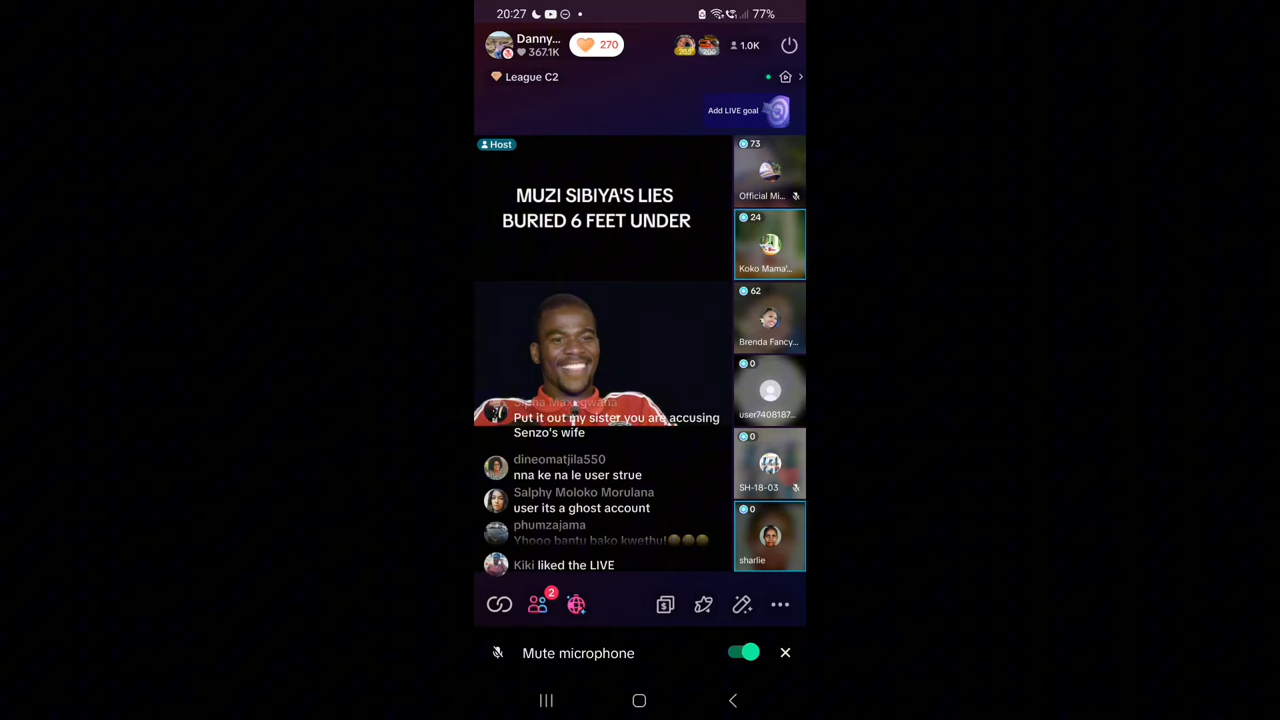 20:27
77%
Danny...
367.1K
270
1.0K
League C2
Add LIVE goal
Host
MUZI SIBIYA'S LIES
BURIED 6 FEET UNDER
73
Official Mi...
24
Koko Mama'...
62
Brenda Fancy...
0
user7408187...
0
SH-18-03
0
sharlie
Put it out my sister you are accusing
Senzo's wife
dineomatjila550
nna ke na le user strue
Salphy Moloko Morulana
user its a ghost account
phumzajama
Yhooo bantu bako kwethu!
Kiki liked the LIVE
2
Mute microphone